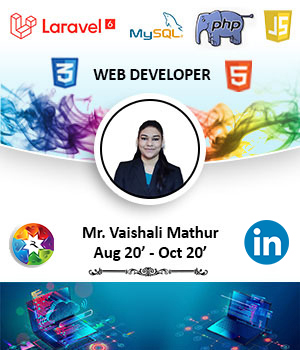 Laravel 6
MySQL
php
JS
3
WEB DEVELOPER
5
Mr. Vaishali Mathur
Aug 20’ - Oct 20’
in